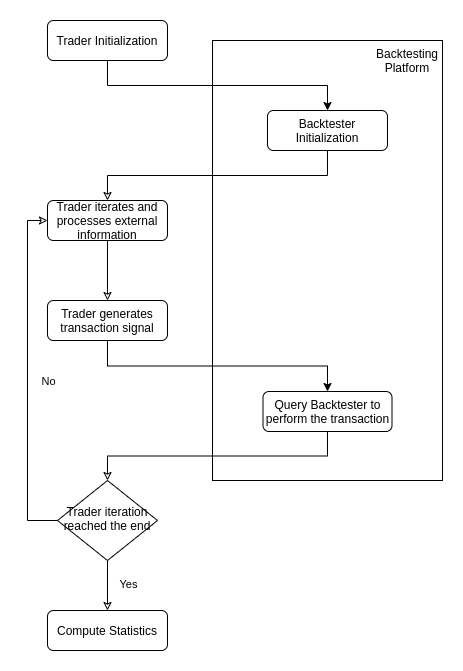 Trader Initialization
Backtesting
Platform
Backtester
Initialization
Trader iterates and
processes external
information
Trader generates
transaction signal
No
Query Backtester to
perform the transaction
Trader iteration
reached the end
Yes
Compute Statistics